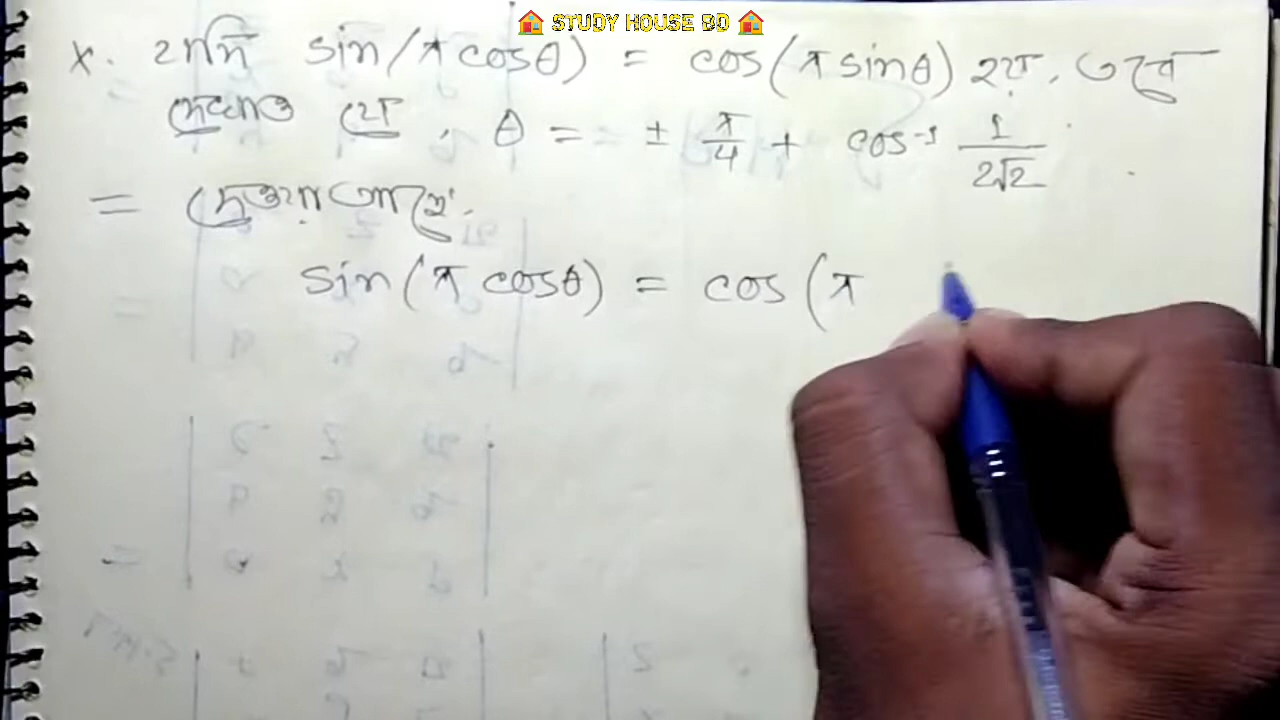 🏠 STUDY HOUSE BD 🏠
x. যদি sin(π cosθ) = cos(π sinθ) হয়, তবে
দেখাও যে, θ = ± π/4 + cos⁻¹ 1/2√2
= দেওয়া আছে,
sin(π cosθ) = cos(π